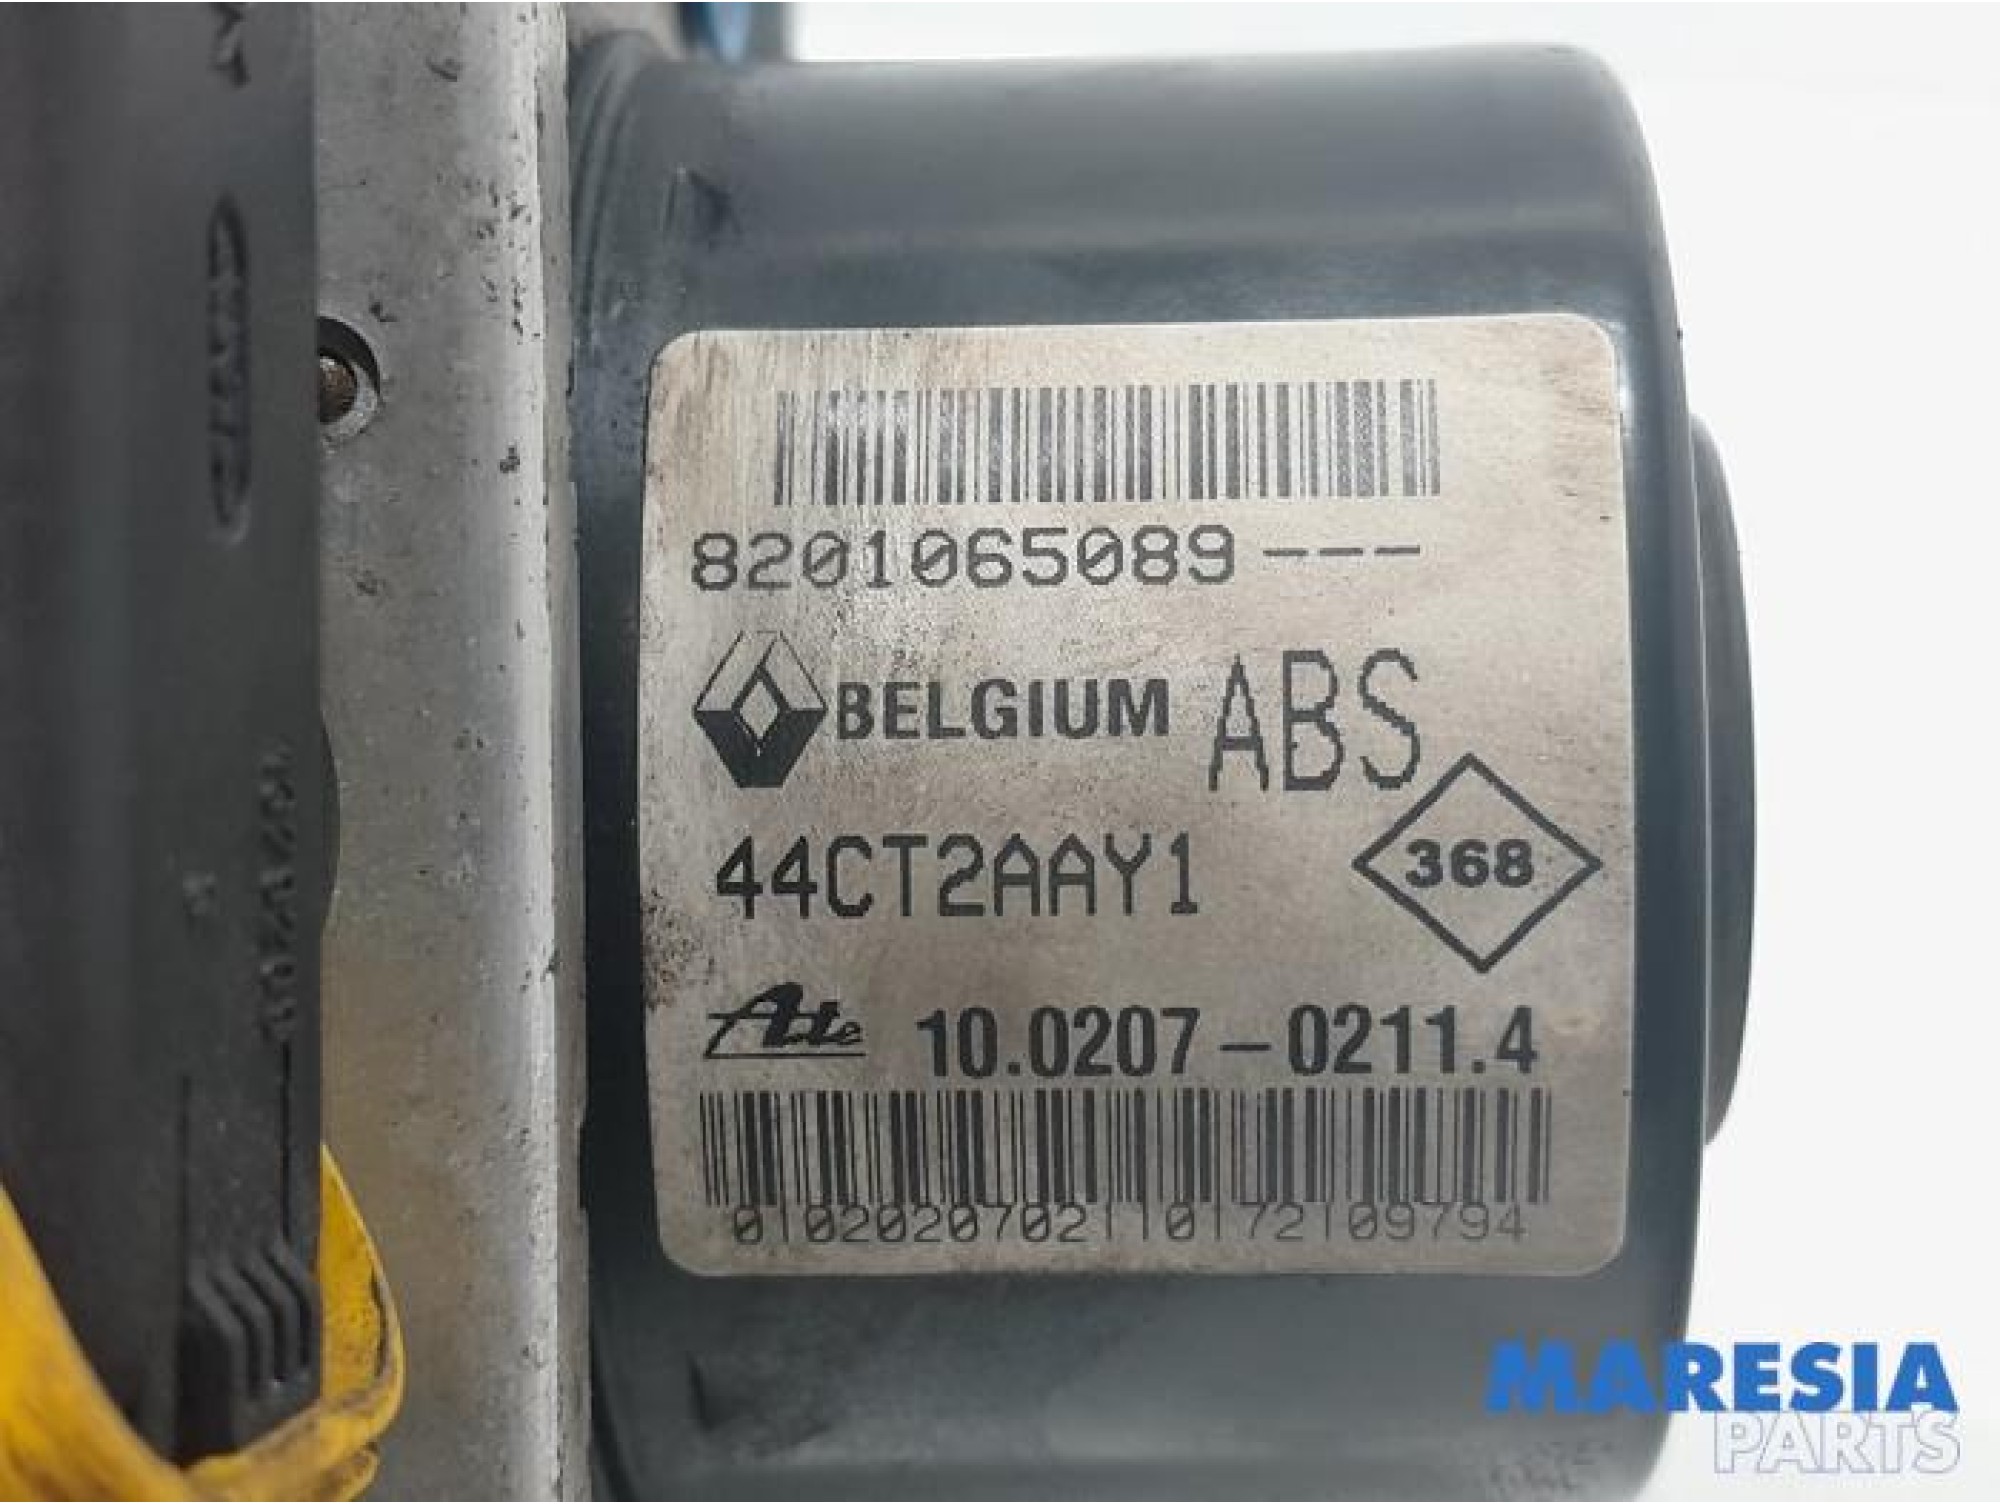 8201065089---
BELGIUM ABS
44CT2AAY1
368
Ate 10.0207-0211.4
0102020702110172109794
MARESIA
PARTS